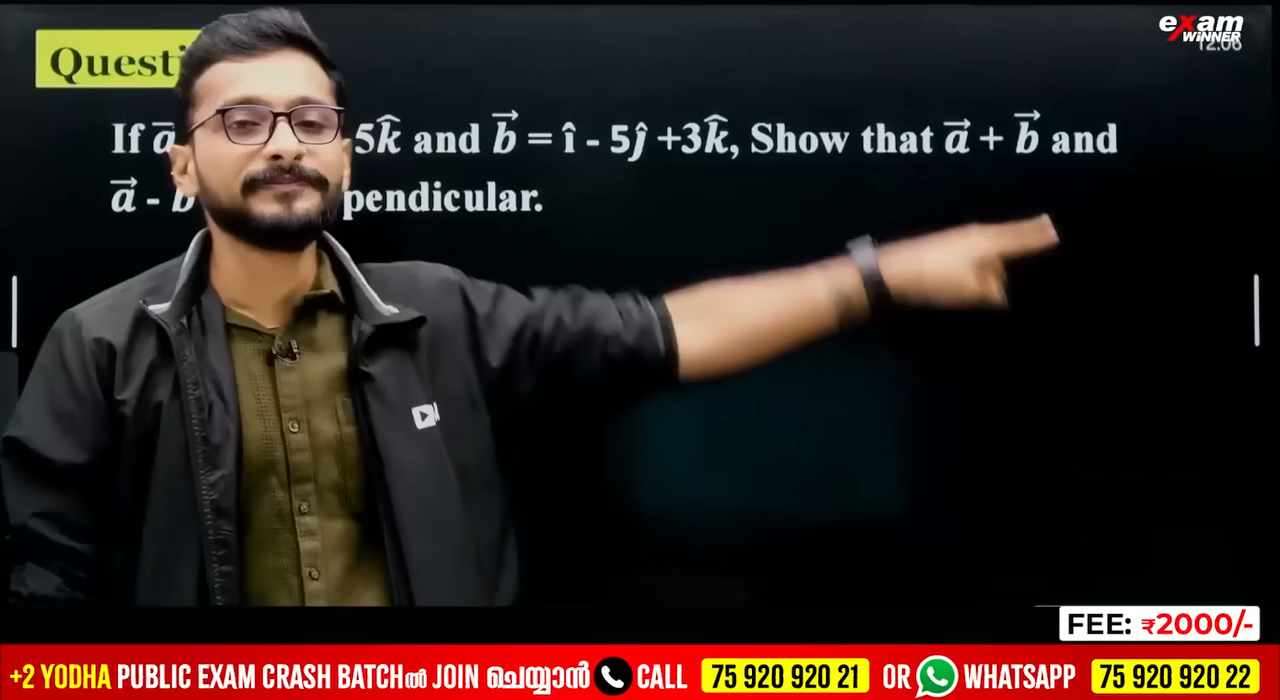 exam
WiNNER
12:06
Questi
If a⃗ 5k̂ and b⃗ = î - 5ĵ +3k̂, Show that a⃗ + b⃗ and
a⃗ - b pendicular.
FEE: ₹2000/-
+2 YODHA PUBLIC EXAM CRASH BATCHൽ JOIN ചെയ്യാൻ CALL 75 920 920 21 OR WHATSAPP 75 920 920 22